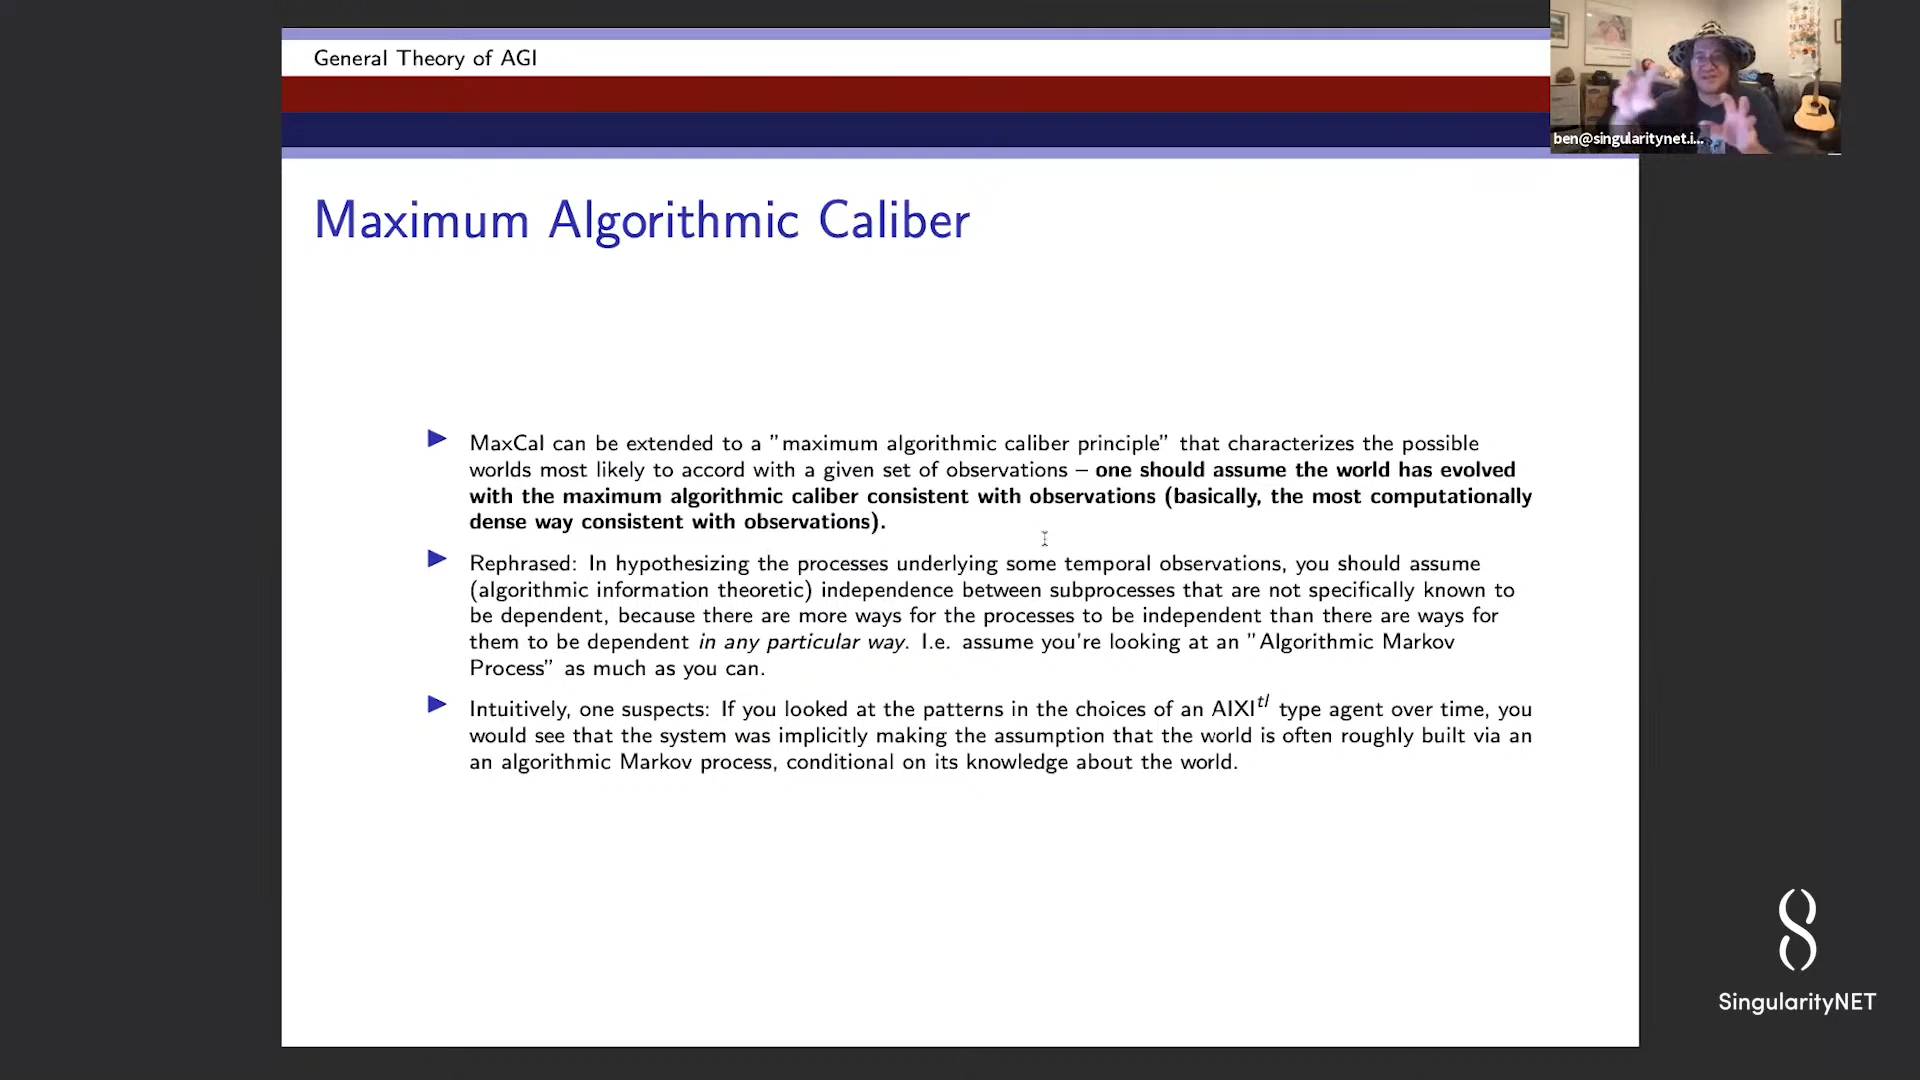 General Theory of AGI
ben@singularitynet.i...
Maximum Algorithmic Caliber
MaxCal can be extended to a "maximum algorithmic caliber principle" that characterizes the possible
worlds most likely to accord with a given set of observations – one should assume the world has evolved
with the maximum algorithmic caliber consistent with observations (basically, the most computationally
dense way consistent with observations).
Rephrased: In hypothesizing the processes underlying some temporal observations, you should assume
(algorithmic information theoretic) independence between subprocesses that are not specifically known to
be dependent, because there are more ways for the processes to be independent than there are ways for
them to be dependent in any particular way. I.e. assume you're looking at an "Algorithmic Markov
Process" as much as you can.
Intuitively, one suspects: If you looked at the patterns in the choices of an AIXI^tl type agent over time, you
would see that the system was implicitly making the assumption that the world is often roughly built via an
an algorithmic Markov process, conditional on its knowledge about the world.
SingularityNET